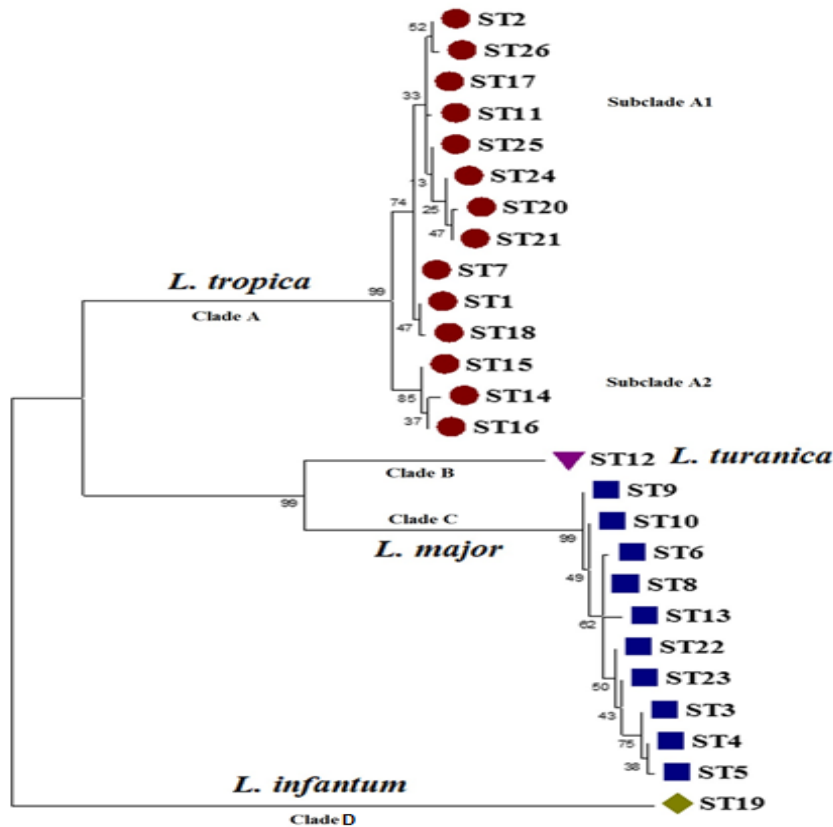 52
ST2
ST26
ST17
33
Subclade A1
ST11
ST25
3
ST24
74
25
ST20
47
ST21
ST7
L. tropica
99
ST1
Clade A
47
ST18
ST15
Subclade A2
85
ST14
37
ST16
ST12 L. turanica
Clade B
99
ST9
Clade C
ST10
99
L. major
ST6
49
ST8
62
ST13
ST22
50
ST23
43
ST3
75
ST4
38
ST5
L. infantum
ST19
Clade D